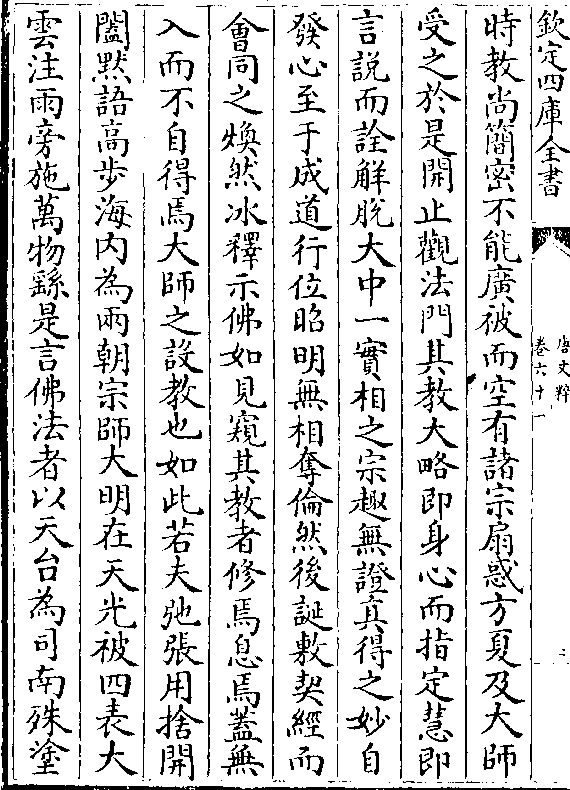 欽定四庫全書
唐文粹
卷六十一
時教尚簡密不能廣被而空有諸宗扇惑方夏及大師
受之於是開止觀法門其教大略即身心而指定慧即
言說而詮解脫大中一實相之宗趣無證真得之妙自
發心至于成道行位昭明無相奪倫然後誕敷契經而
會同之煥然冰釋示佛如見窺其教者修焉息焉蓋無
入而不自得焉大師之設教也如此若夫弛張用捨開
闔默語高步海内為兩朝宗師大明在天光被四表大
雲注雨旁施萬物繇是言佛法者以天台為司南殊塗